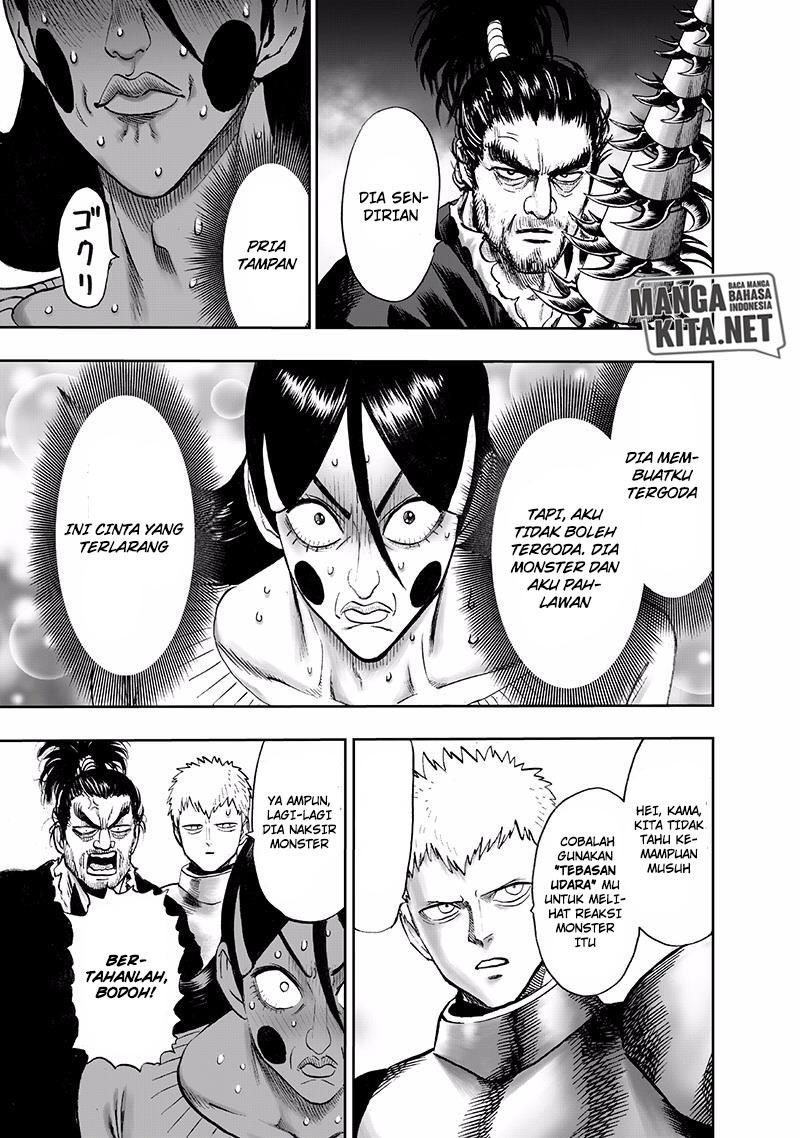 DIA SEN-
DIRIAN
PRIA
TAMPAN
ゴクリ
MANGA
KITA.NET
BACA MANGA
BAHASA
INDONESIA
DIA MEM-
BUATKU
TERGODA
TAPI, AKU
TIDAK BOLEH
TERGODA. DIA
MONSTER DAN
AKU PAH-
LAWAN
INI CINTA YANG
TERLARANG
HEI, KAMA,
KITA TIDAK
TAHU KE-
MAMPUAN
MUSUH
COBALAH
GUNAKAN
"TEBASAN
UDARA" MU
UNTUK MELI-
HAT REAKSI
MONSTER
ITU
YA AMPUN,
LAGI-LAGI
DIA NAKSIR
MONSTER
BER-
TAHANLAH,
BODOH!